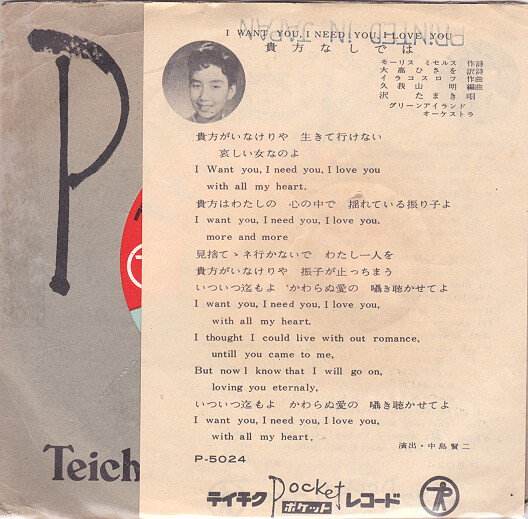 I WANT YOU, I NEED YOU, I LOVE YOU
PRINTED IN JAPAN
貴方なしでは
モーリス ミセルス 作詩
大高ひさを 訳詩
イラコスロフ 作曲
久我山 明 編曲
沢 たまき 唄
グリーンアイランド
オーケストラ
貴方がいなけりや 生きて行けない
哀しい女なのよ
I Want you, I need you, I love you
with all my heart.
貴方はわたしの 心の中で 揺れている振り子よ
I want you, I need you, I love you.
more and more
見捨てゝネ行かないで わたし一人を
貴方がいなけりや 振子が止っちまう
いついつ迄もよ かわらぬ愛の 囁き聴かせてよ
I want you, I need you, I love you,
with all my heart.
I thought I could live with out romance,
untill you came to me,
But now I know that I will go on,
loving you eternaly,
いついつ迄もよ かわらぬ愛の 囁き聴かせてよ
I want you, I need you, I love you,
with all my heart.
演出・中島賢二
P-5024
P
Teich
テイチク Pocket ポケット レコード